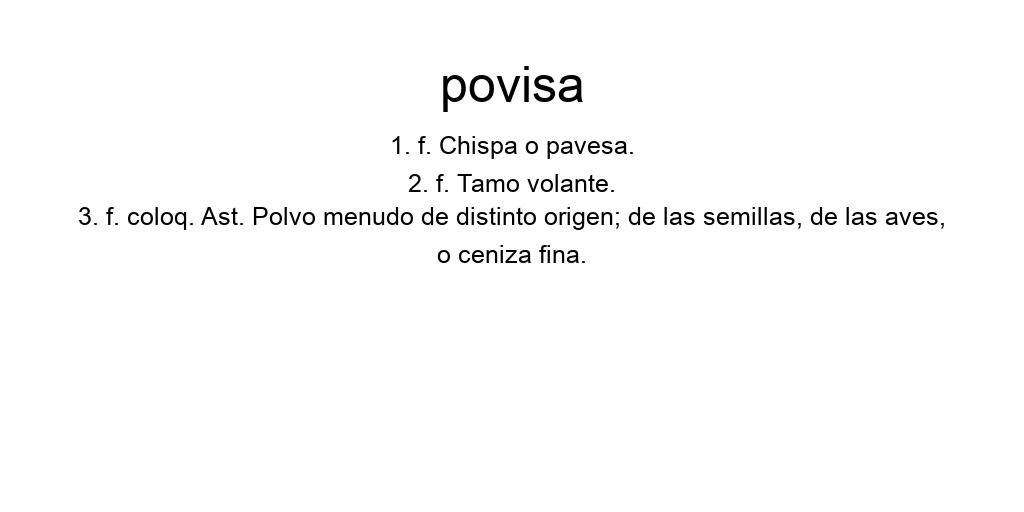 povisa
1. f. Chispa o pavesa.
2. f. Tamo volante.
3. f. coloq. Ast. Polvo menudo de distinto origen; de las semillas, de las aves,
o ceniza fina.